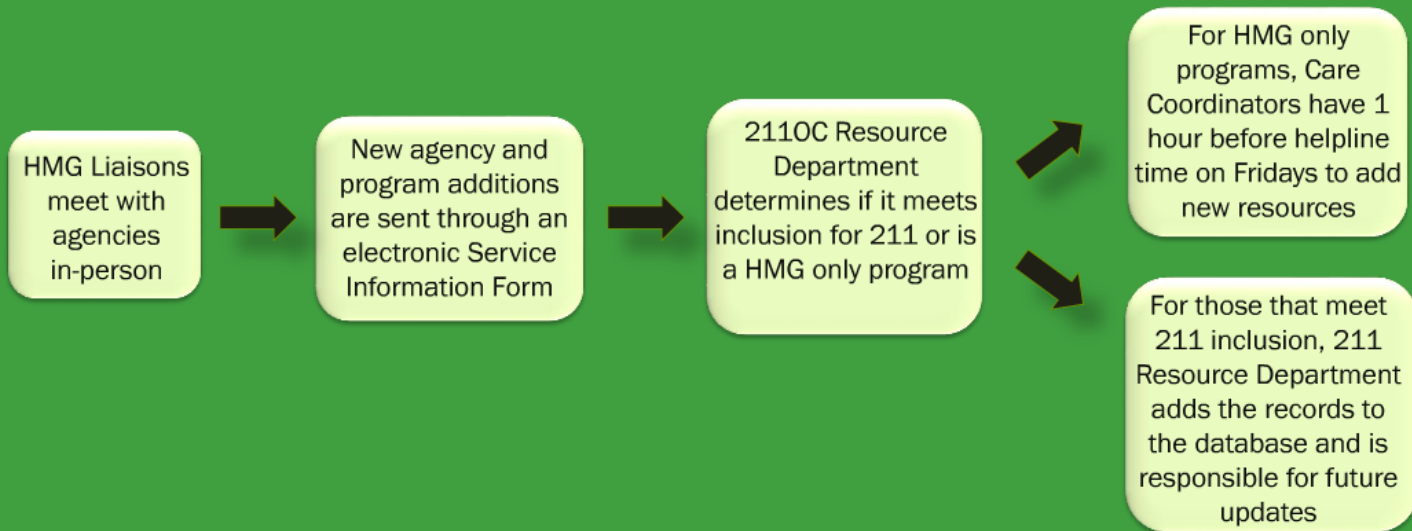 HMG Liaisons
meet with
agencies
in-person
New agency and
program additions
are sent through an
electronic Service
Information Form
211OC Resource
Department
determines if it meets
inclusion for 211 or is
a HMG only program
For HMG only
programs, Care
Coordinators have 1
hour before helpline
time on Fridays to add
new resources
For those that meet
211 inclusion, 211
Resource Department
adds the records to
the database and is
responsible for future
updates